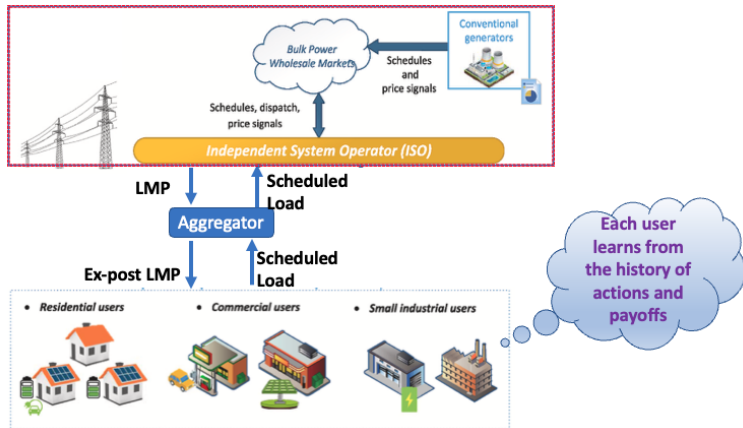 Conventional
generators
Bulk Power
Wholesale Markets
Schedules
and
price signals
Schedules, dispatch,
price signals
Independent System Operator (ISO)
LMP
Scheduled
Load
Aggregator
Ex-post LMP
Scheduled
Load
Each user
learns from
the history of
actions and
payoffs
• Residential users
• Commercial users
• Small industrial users